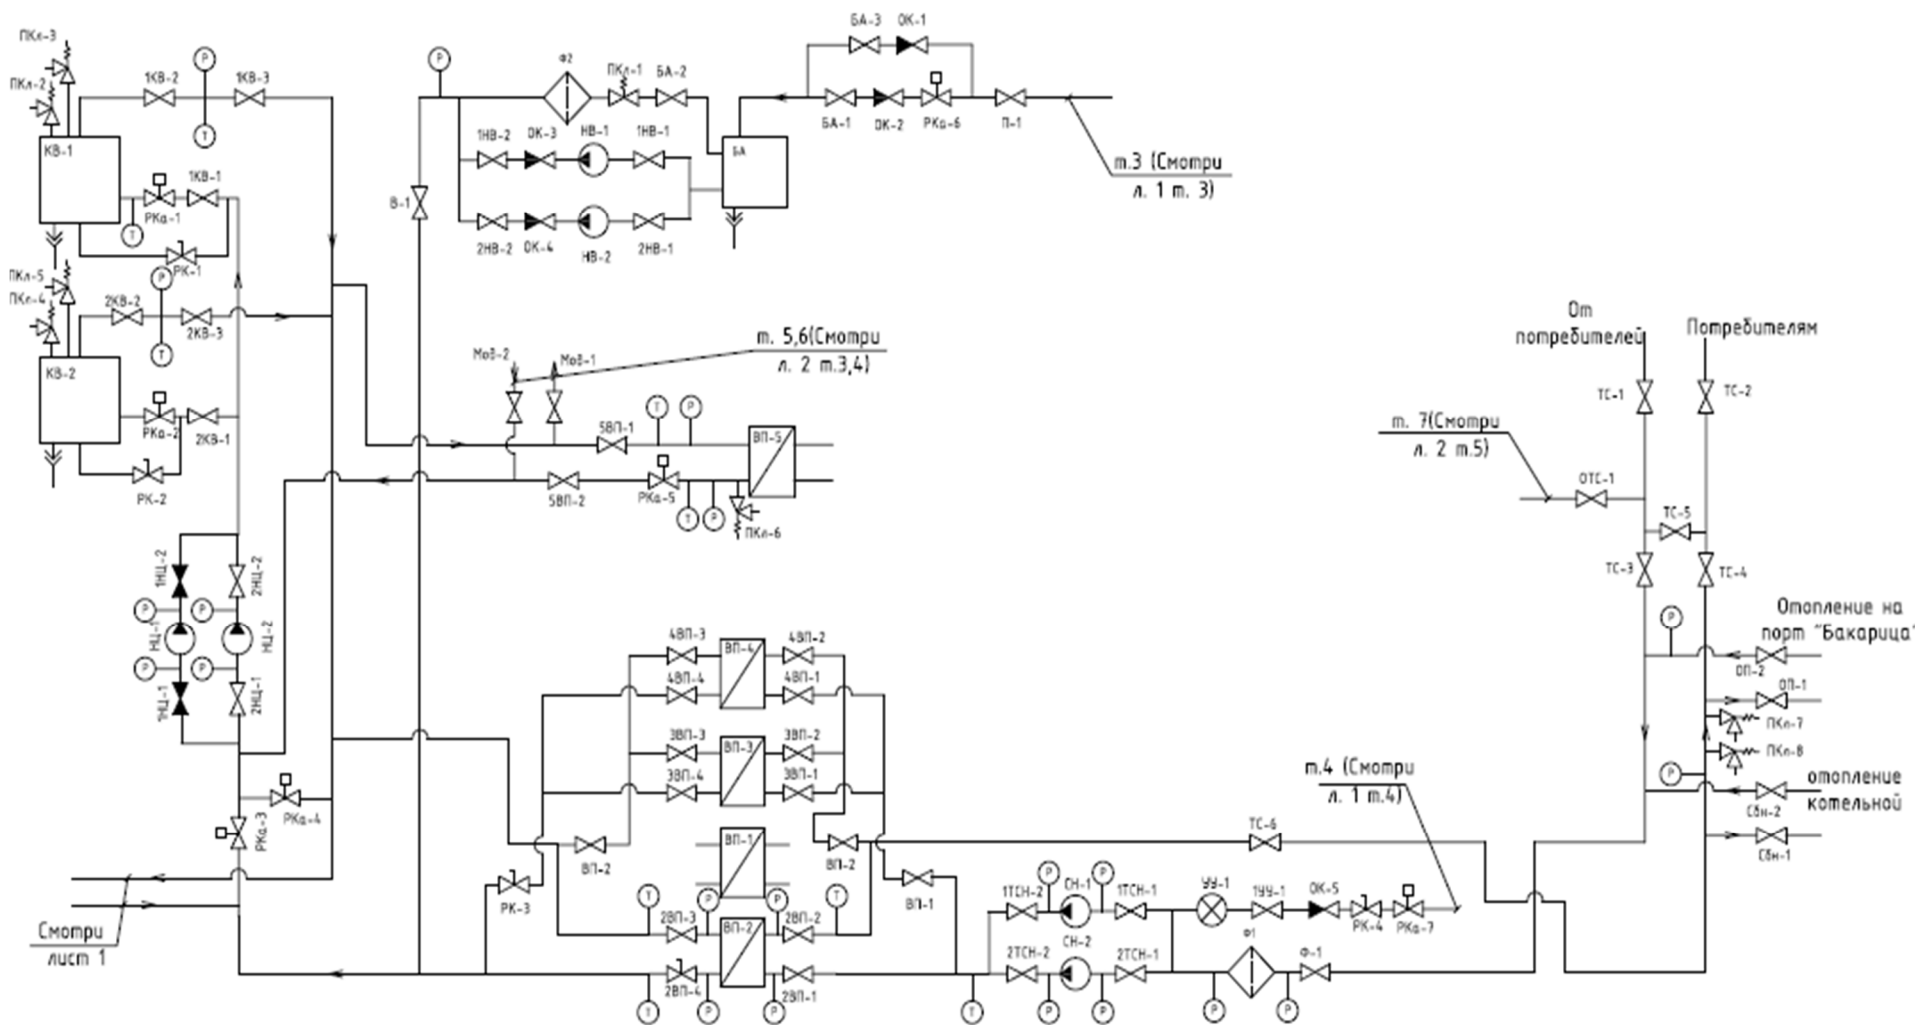 ПКл-3
ПКл-2
1КВ-2
P
1КВ-3
T
КВ-1
1КВ-1
РКа-1
T
РК-1
P
ПКл-5
ПКл-4
2КВ-2
2КВ-3
T
КВ-2
РКа-2
2КВ-1
РК-2
P
Ф2
ПКл-1
БА-2
БА-3
ОК-1
БА-1
ОК-2
РКа-6
П-1
1НВ-2
ОК-3
НВ-1
1НВ-1
БА
В-1
2НВ-2
ОК-4
НВ-2
2НВ-1
т.3 (Смотри
л. 1 т. 3)
Мов-2
Мов-1
т. 5,6(Смотри
л. 2 т.3,4)
5ВП-1
T
P
ВП-5
5ВП-2
РКа-5
T
P
ПКл-6
От
потребителей
Потребителям
ТС-1
ТС-2
т. 7(Смотри
л. 2 т.5)
ОТС-1
ТС-5
ТС-3
ТС-4
1НЦ-2
2НЦ-2
P
P
НЦ-1
НЦ-2
P
P
1НЦ-1
2НЦ-1
РКа-3
РКа-4
Смотри
лист 1
4ВП-3
ВП-4
4ВП-2
4ВП-4
4ВП-1
3ВП-3
ВП-3
3ВП-2
3ВП-4
3ВП-1
ВП-2
ВП-1
ВП-2
РК-3
ВП-1
T
2ВП-3
P
P
2ВП-2
T
ВП-2
2ВП-4
2ВП-1
T
P
P
T
P
Отопление на
порт "Бакарица"
ОП-2
ОП-1
ПКл-7
ПКл-8
P
отопление
котельной
Сбн-2
Сбн-1
т.4 (Смотри
л. 1 т.4)
ТС-6
1ТСН-2
P
СН-1
P
1ТСН-1
УУ-1
1УУ-1
ОК-5
РК-4
РКа-7
2ТСН-2
СН-2
2ТСН-1
Ф1
Ф-1
P
P
P
P